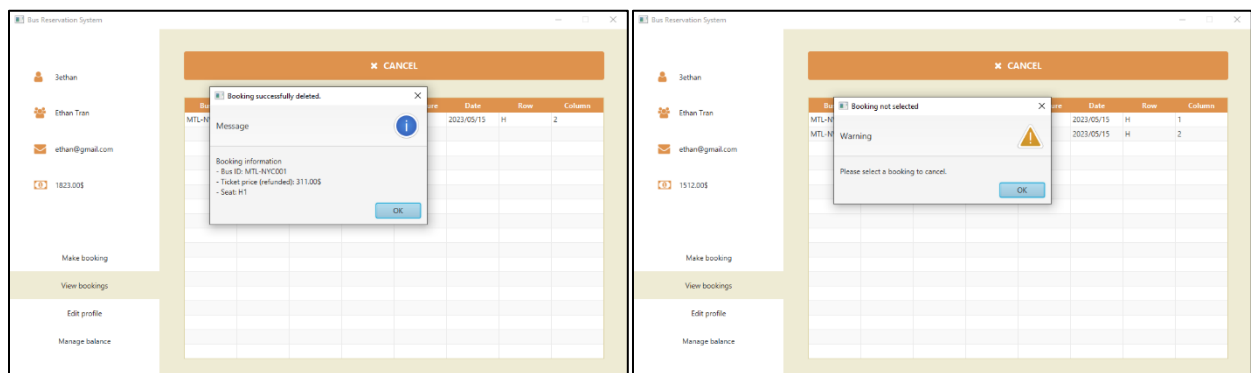 Bus Reservation System
3ethan
Ethan Tran
ethan@gmail.com
1823.00$
Make booking
View bookings
Edit profile
Manage balance
✖ CANCEL
Date Row Column
2023/05/15 H 2
Booking successfully deleted.
Message
Booking information
- Bus ID: MTL-NYC001
- Ticket price (refunded): 311.00$
- Seat: H1
OK
Bus Reservation System
3ethan
Ethan Tran
ethan@gmail.com
1512.00$
Make booking
View bookings
Edit profile
Manage balance
✖ CANCEL
Date Row Column
2023/05/15 H 1
2023/05/15 H 2
Booking not selected
Warning
Please select a booking to cancel.
OK